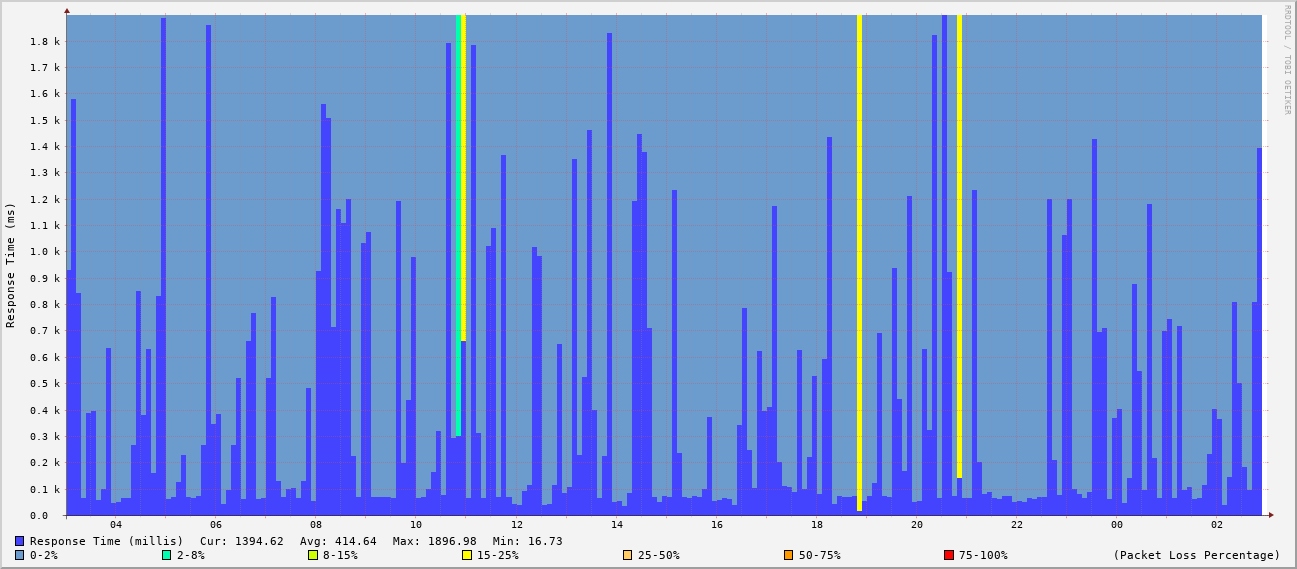 RRDTOOL / TOBI OETIKER
Response Time (ms)
1.8 k
1.7 k
1.6 k
1.5 k
1.4 k
1.3 k
1.2 k
1.1 k
1.0 k
0.9 k
0.8 k
0.7 k
0.6 k
0.5 k
0.4 k
0.3 k
0.2 k
0.1 k
0.0
04 06 08 10 12 14 16 18 20 22 00 02
Response Time (millis) Cur: 1394.62 Avg: 414.64 Max: 1896.98 Min: 16.73
0-2% 2-8% 8-15% 15-25% 25-50% 50-75% 75-100% (Packet Loss Percentage)